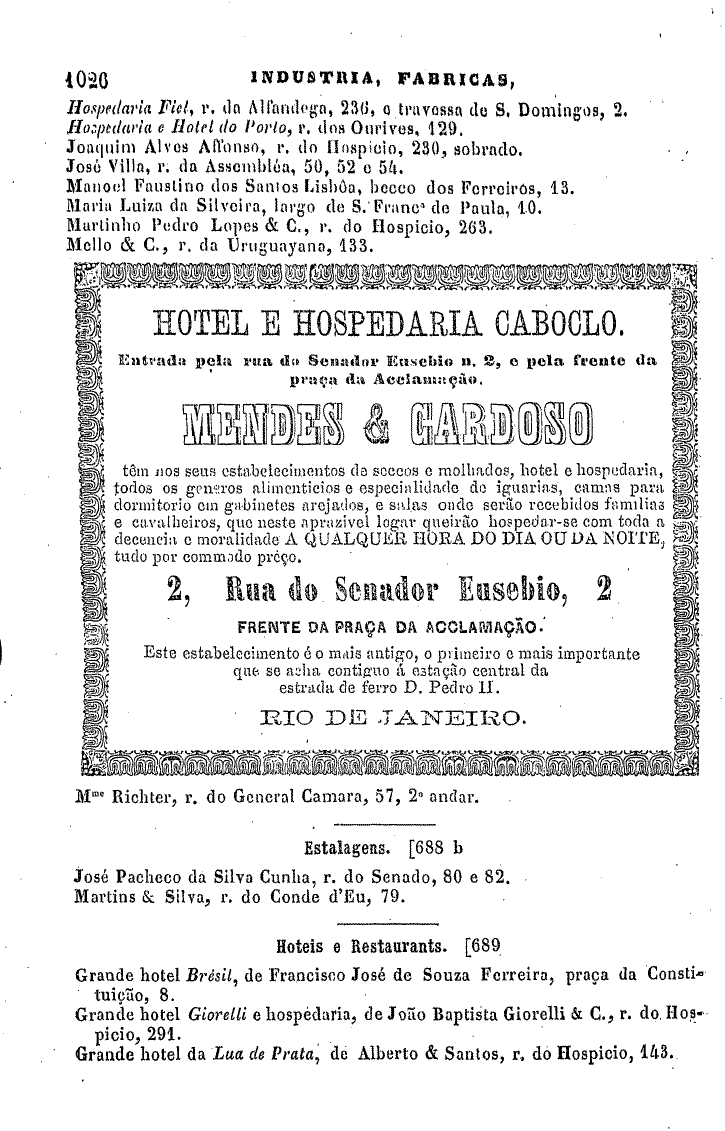 1026 INDUSTRIA, FABRICAS,
Hospedaria Fiel, r. da Alfandega, 236, e travessa de S. Domingos, 2.
Hospedaria e Hotel do Porto, r. dos Ourives, 129.
Joaquim Alves Affonso, r. do Hospicio, 230, sobrado.
José Villa, r. da Assembléa, 50, 52 e 54.
Manoel Faustino dos Santos Lisbôa, becco dos Ferreiros, 13.
Maria Luiza da Silveira, largo de S. Francª de Paula, 10.
Martinho Pedro Lopes & C., r. do Hospicio, 263.
Mello & C., r. da Uruguayana, 133.
HOTEL E HOSPEDARIA CABOCLO.
Entrada pela rua do Senador Eusebio n. 2, e pela frente da
praça da Acclamação.
MENDES & CARDOSO
têm nos seus estabelecimentos de seccos e molhados, hotel e hospedaria,
todos os generos alimenticios e especialidade de iguarias, camas para
dormitorio em gabinetes arejados, e salas onde serão recebidos familias
e cavalheiros, que neste aprazivel logar queirão hospedar-se com toda a
decencia e moralidade A QUALQUER HORA DO DIA OU DA NOITE,
tudo por commodo preço.
2, Rua do Senador Eusebio, 2
FRENTE DA PRAÇA DA ACCLAMAÇÃO.
Este estabelecimento é o mais antigo, o primeiro e mais importante
que se acha contiguo á estação central da
estrada de ferro D. Pedro II.
RIO DE JANEIRO.
Mme Richter, r. do General Camara, 57, 2º andar.
Estalagens. [688 b
José Pacheco da Silva Cunha, r. do Senado, 80 e 82.
Martins & Silva, r. do Conde d'Eu, 79.
Hoteis e Restaurants. [689
Grande hotel Brésil, de Francisco José de Souza Ferreira, praça da Consti-
tuição, 8.
Grande hotel Giorelli e hospedaria, de João Baptista Giorelli & C., r. do Hos-
picio, 291.
Grande hotel da Lua de Prata, de Alberto & Santos, r. do Hospicio, 143.